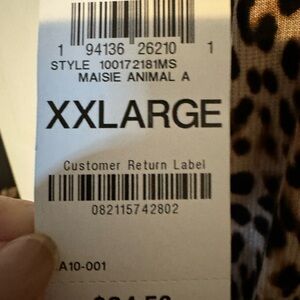 1 94136 26210 1
STYLE 100172181MS
MAISIE ANIMAL A
XXLARGE
Customer Return Label
082115742802
A10-001